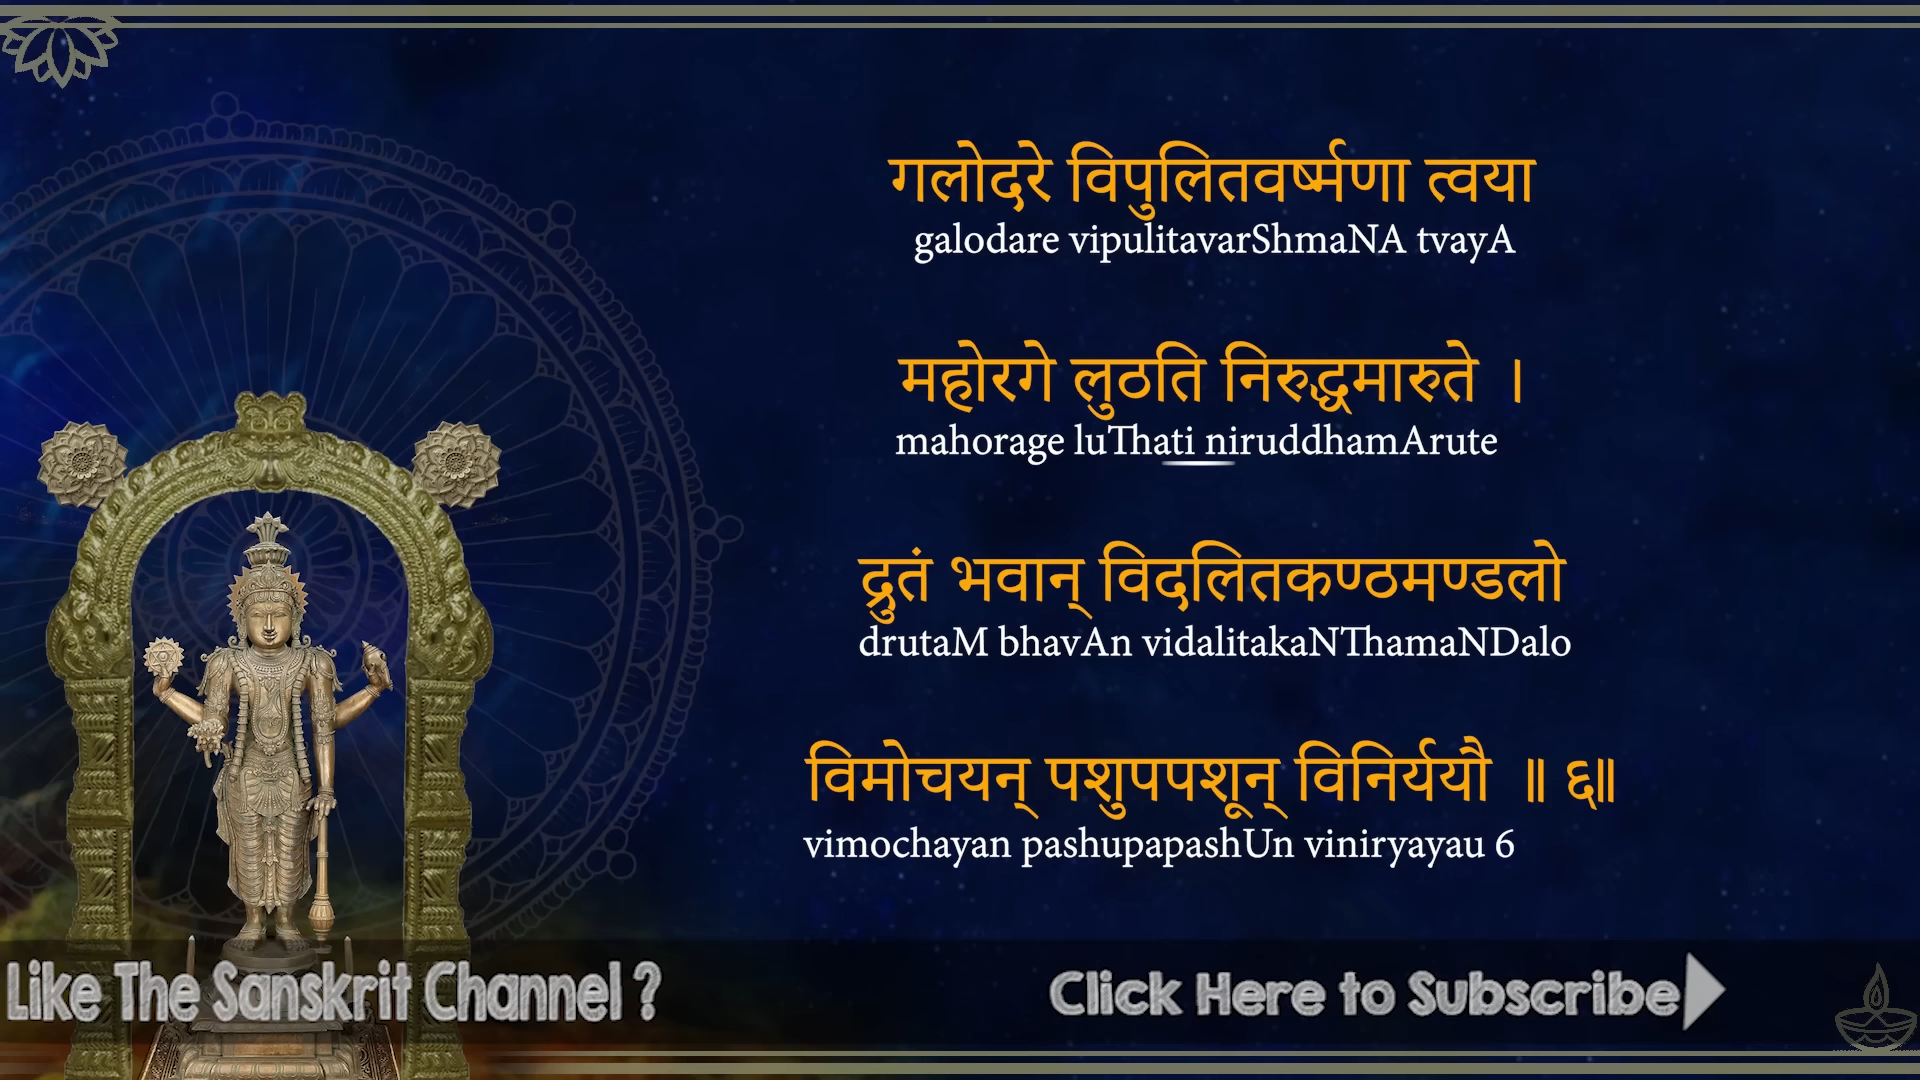 गलोदरे विपुलितवर्ष्मणा त्वया
galodare vipulitavarShmaNA tvayA
महोरगे लुठति निरुद्धमारुते ।
mahorage luThati niruddhamArute
द्रुतं भवान् विदलितकण्ठमण्डलो
drutaM bhavAn vidalitakaNThamaNDalo
विमोचयन् पशुपपशून् विनिर्ययौ ॥ ६॥
vimochayan pashupapashUn viniryayau 6
Like The Sanskrit Channel ?
Click Here to Subscribe